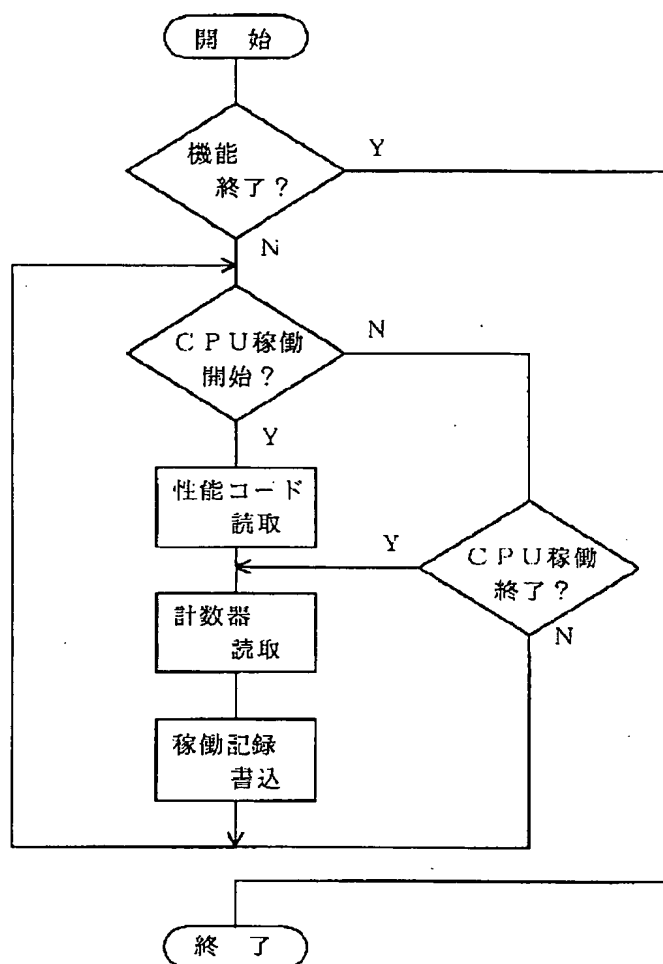 開 始
機能
終了?
Y
N
CPU稼働
開始?
N
Y
性能コード
読取
Y
CPU稼働
終了?
N
計数器
読取
稼働記録
書込
終 了